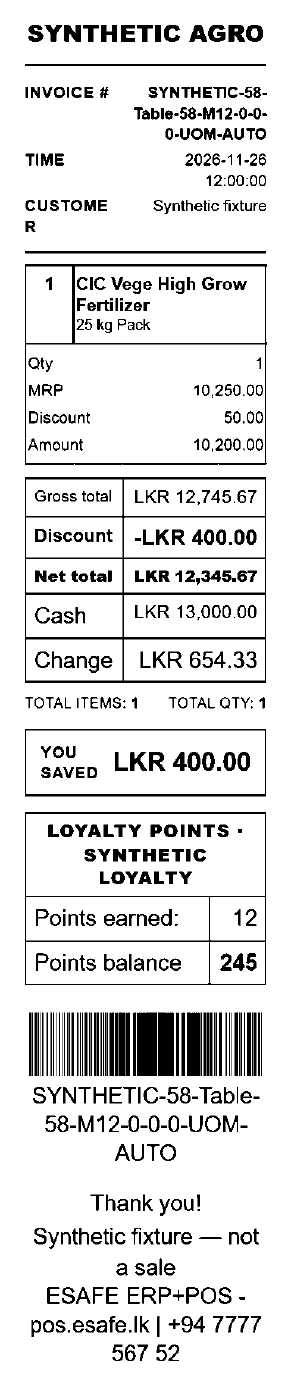 SYNTHETIC AGRO
INVOICE # SYNTHETIC-58-
Table-58-M12-0-0-
0-UOM-AUTO
TIME 2026-11-26
12:00:00
CUSTOME Synthetic fixture
R
1 CIC Vege High Grow
Fertilizer
25 kg Pack
Qty 1
MRP 10,250.00
Discount 50.00
Amount 10,200.00
Gross total LKR 12,745.67
Discount -LKR 400.00
Net total LKR 12,345.67
Cash LKR 13,000.00
Change LKR 654.33
TOTAL ITEMS: 1 TOTAL QTY: 1
YOU
SAVED LKR 400.00
LOYALTY POINTS ·
SYNTHETIC
LOYALTY
Points earned: 12
Points balance 245
SYNTHETIC-58-Table-
58-M12-0-0-0-UOM-
AUTO
Thank you!
Synthetic fixture — not
a sale
ESAFE ERP+POS -
pos.esafe.lk | +94 7777
567 52